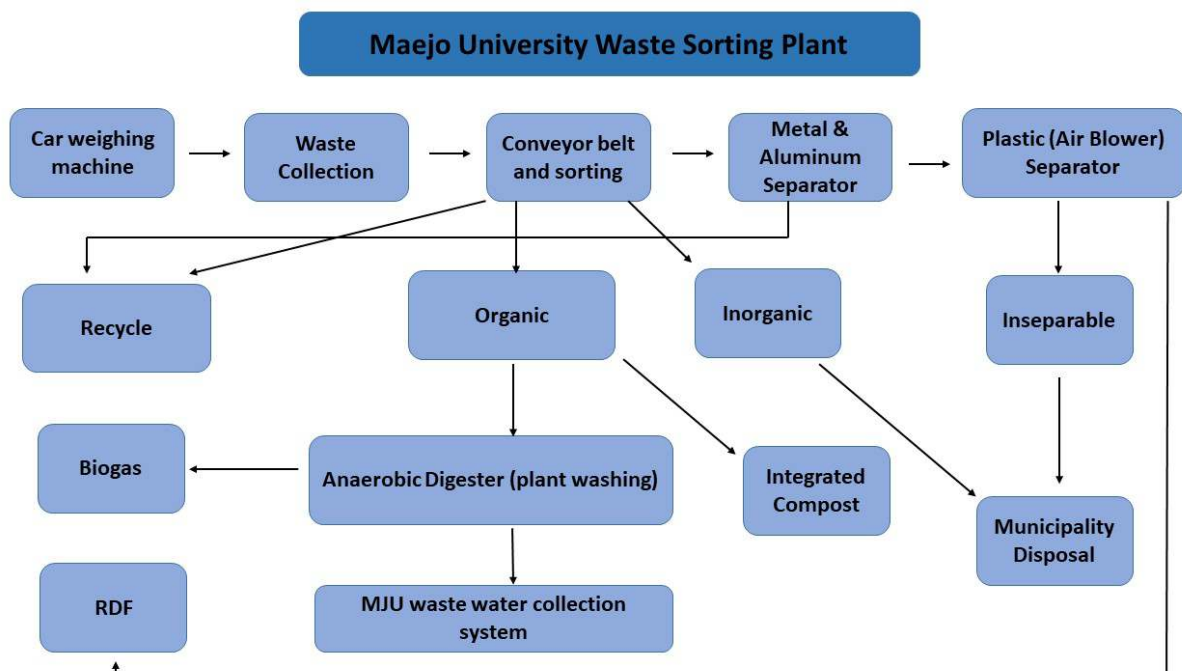 Maejo University Waste Sorting Plant
Car weighing
machine
Waste
Collection
Conveyor belt
and sorting
Metal &
Aluminum
Separator
Plastic (Air Blower)
Separator
Recycle
Organic
Inorganic
Inseparable
Biogas
Anaerobic Digester (plant washing)
Integrated
Compost
Municipality
Disposal
RDF
MJU waste water collection
system